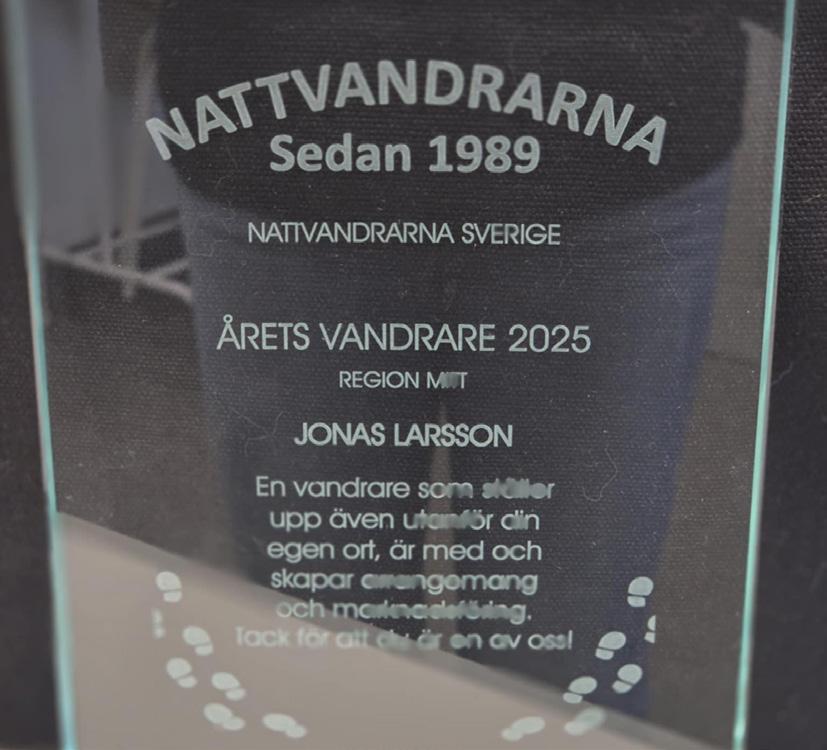 NATTVANDRARNA
Sedan 1989
NATTVANDRARNA SVERIGE
ÅRETS VANDRARE 2025
REGION MITT
JONAS LARSSON
En vandrare som ställer
upp även utanför din
egen ort, är med och
skapar arrangemang
och marknadsföring.
Tack för att du är en av oss!